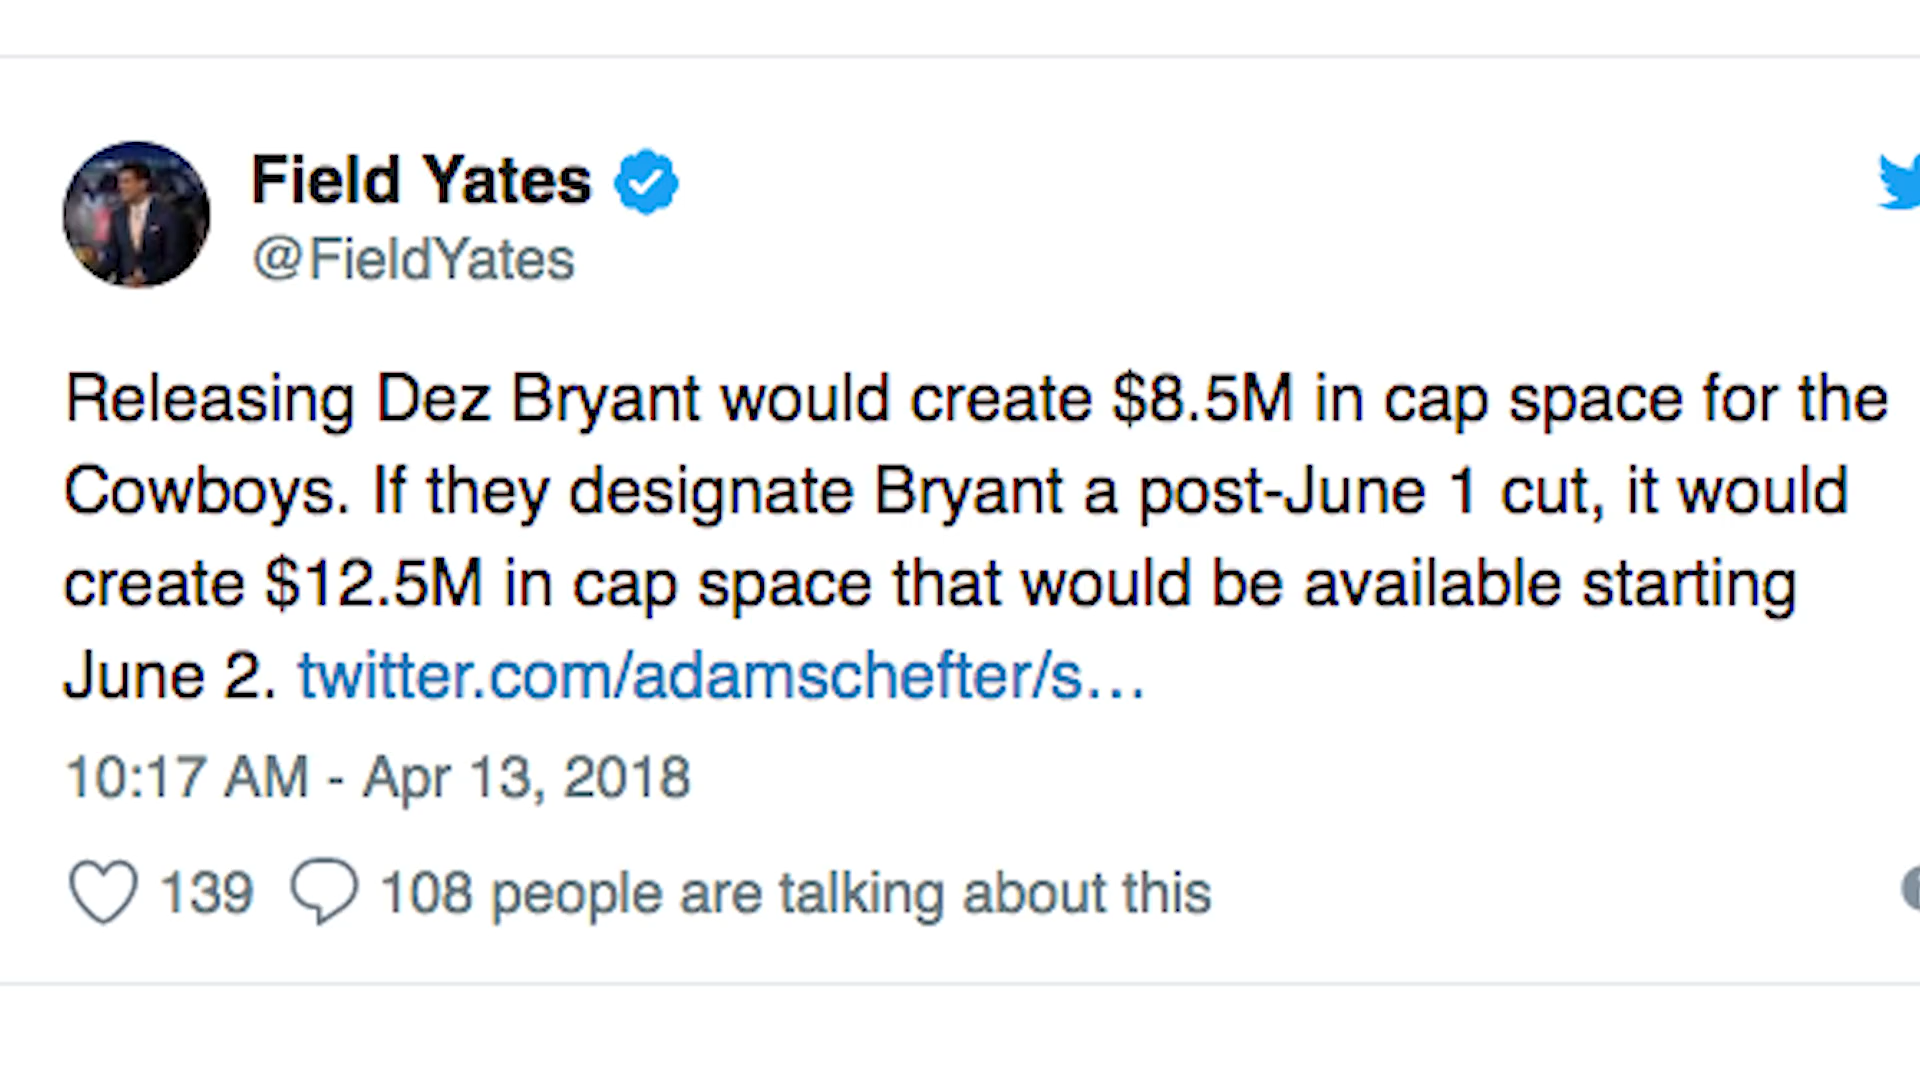 Field Yates
@FieldYates
Releasing Dez Bryant would create $8.5M in cap space for the
Cowboys. If they designate Bryant a post-June 1 cut, it would
create $12.5M in cap space that would be available starting
June 2. twitter.com/adamschefter/s…
10:17 AM - Apr 13, 2018
139 108 people are talking about this